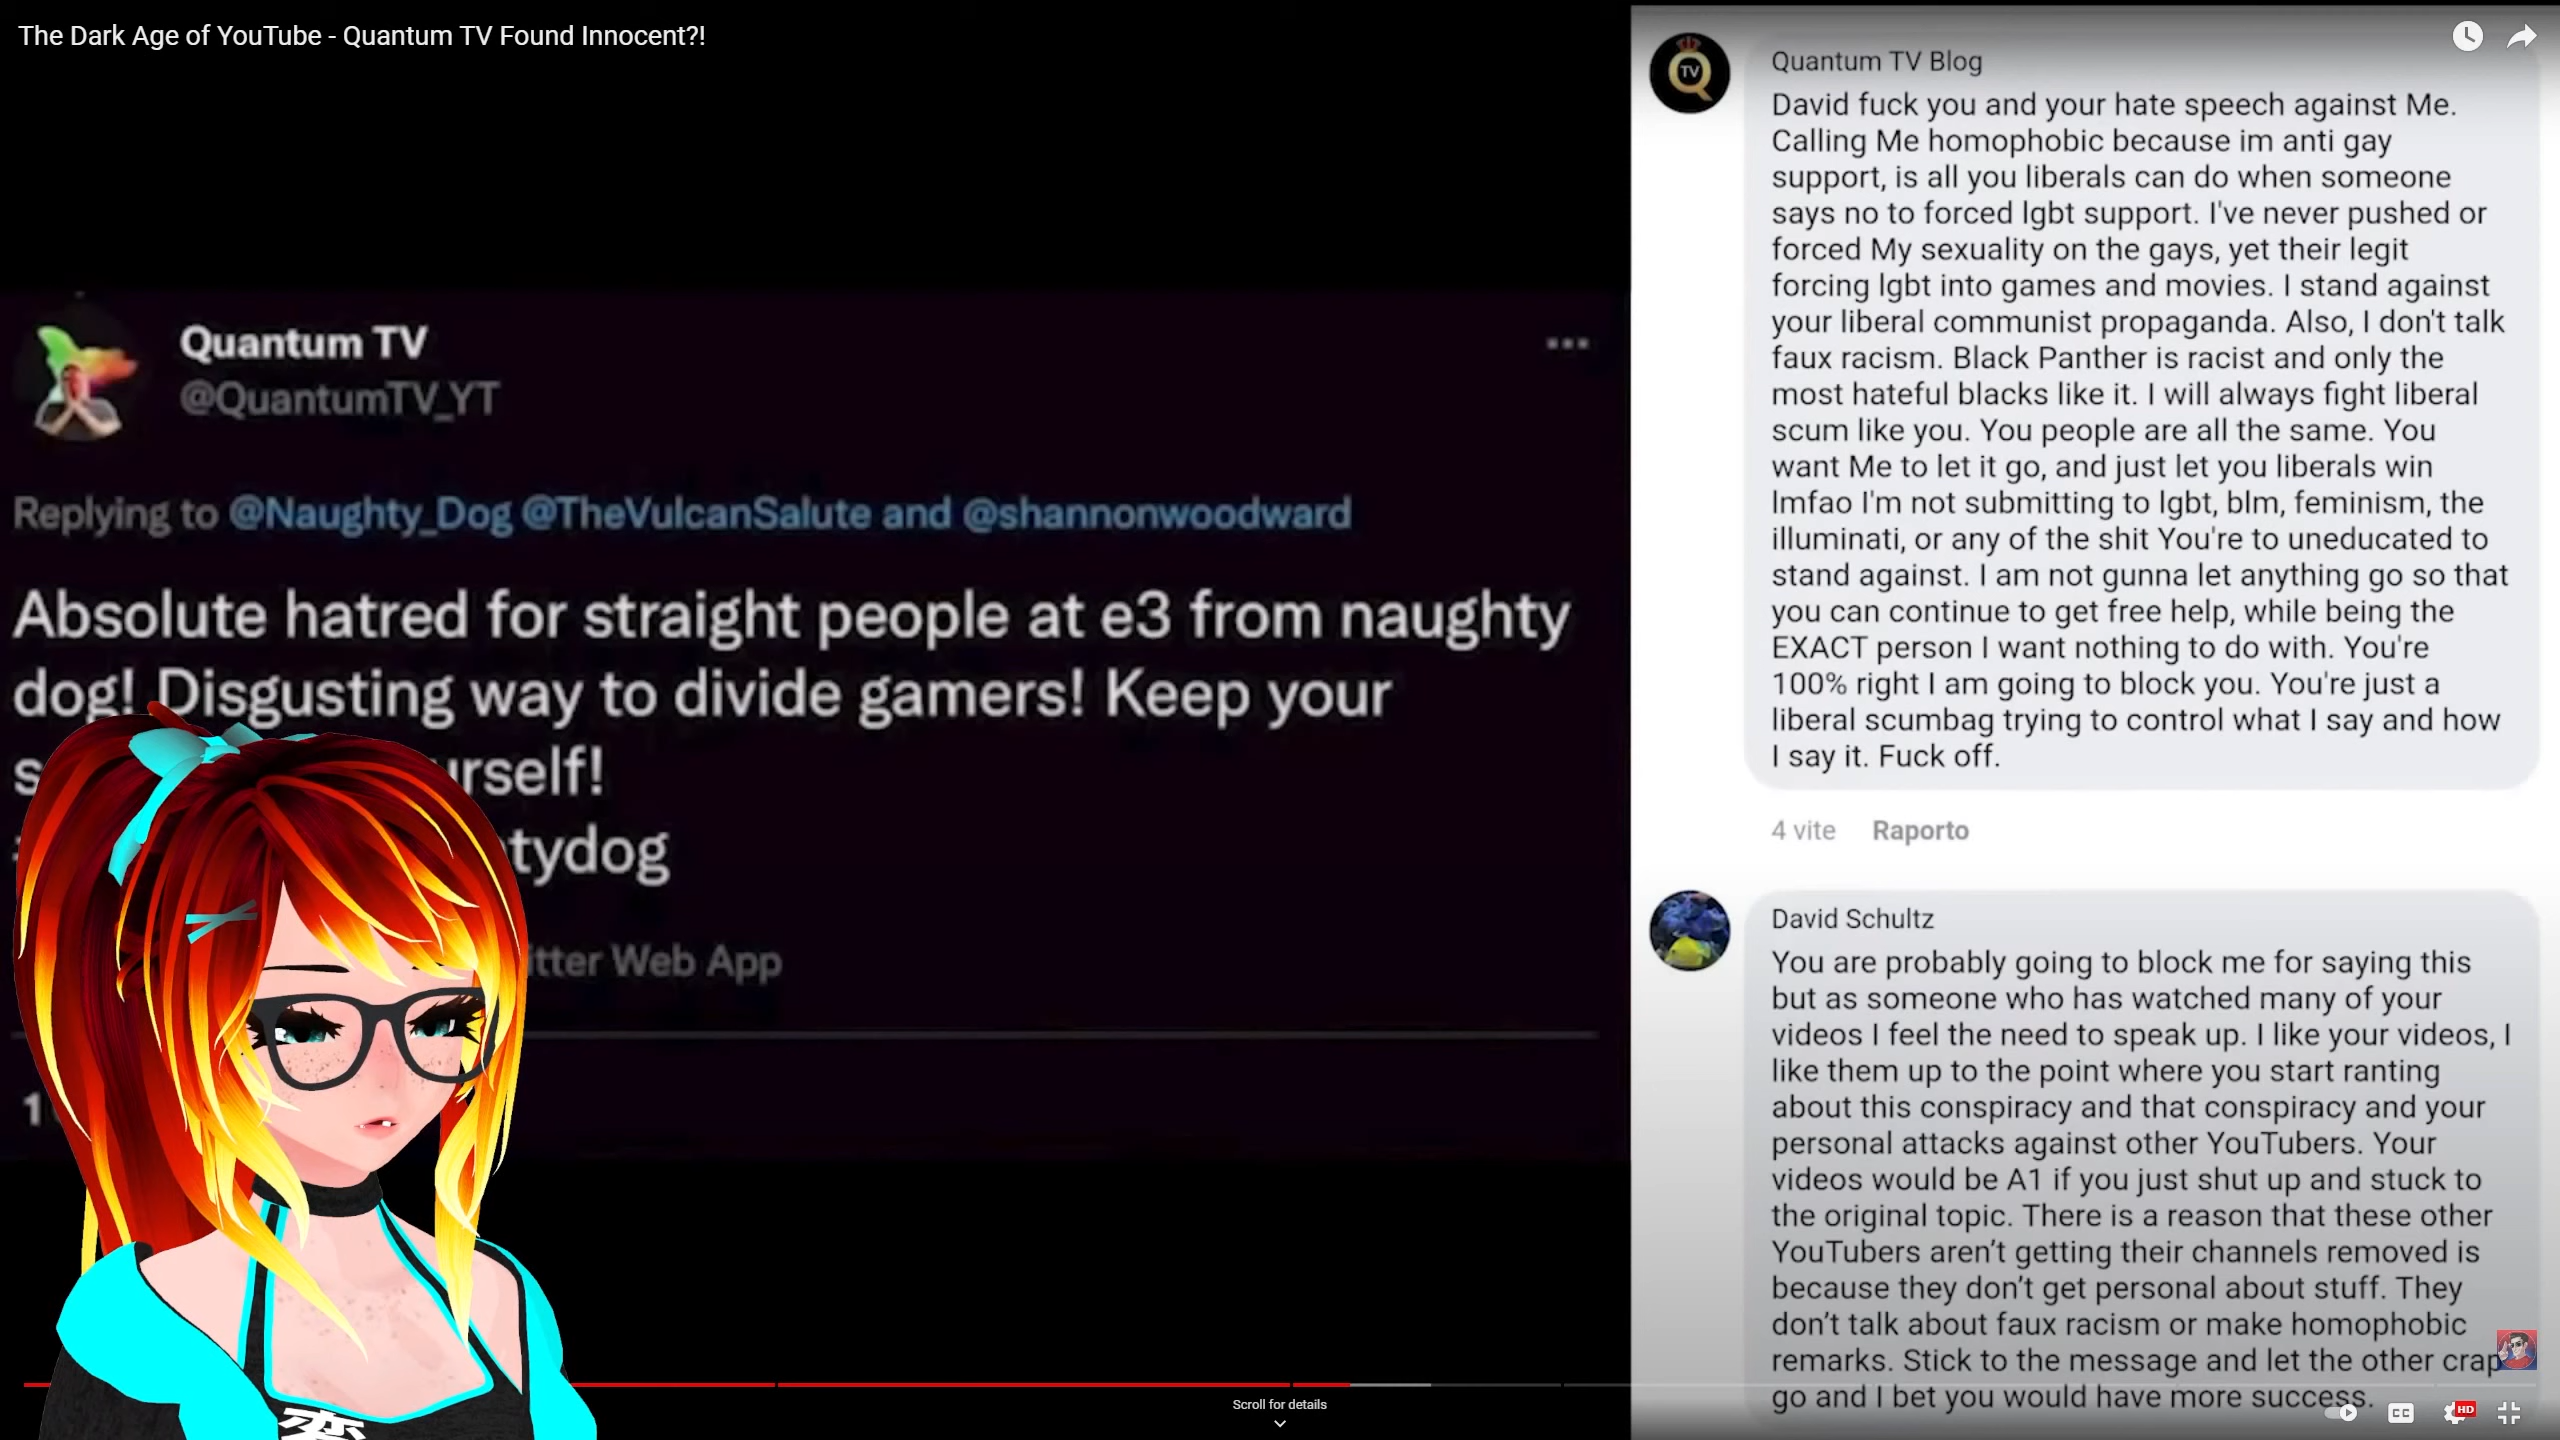 The Dark Age of YouTube - Quantum TV Found Innocent?!
Quantum TV
@QuantumTV_YT
Replying to @Naughty_Dog @TheVulcanSalute and @shannonwoodward
Absolute hatred for straight people at e3 from naughty
dog! Disgusting way to divide gamers! Keep your
urself!
tydog
itter Web App
1
変
TV
Quantum TV Blog
David fuck you and your hate speech against Me.
Calling Me homophobic because im anti gay
support, is all you liberals can do when someone
says no to forced lgbt support. I've never pushed or
forced My sexuality on the gays, yet their legit
forcing lgbt into games and movies. I stand against
your liberal communist propaganda. Also, I don't talk
faux racism. Black Panther is racist and only the
most hateful blacks like it. I will always fight liberal
scum like you. You people are all the same. You
want Me to let it go, and just let you liberals win
lmfao I'm not submitting to lgbt, blm, feminism, the
illuminati, or any of the shit You're to uneducated to
stand against. I am not gunna let anything go so that
you can continue to get free help, while being the
EXACT person I want nothing to do with. You're
100% right I am going to block you. You're just a
liberal scumbag trying to control what I say and how
I say it. Fuck off.
4 vite Raporto
David Schultz
You are probably going to block me for saying this
but as someone who has watched many of your
videos I feel the need to speak up. I like your videos, I
like them up to the point where you start ranting
about this conspiracy and that conspiracy and your
personal attacks against other YouTubers. Your
videos would be A1 if you just shut up and stuck to
the original topic. There is a reason that these other
YouTubers aren’t getting their channels removed is
because they don’t get personal about stuff. They
don’t talk about faux racism or make homophobic
remarks. Stick to the message and let the other crap
go and I bet you would have more success.
Scroll for details
CC
HD